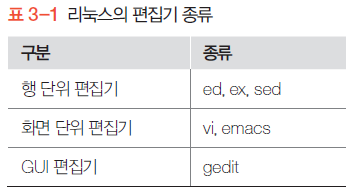 표 3-1 리눅스의 편집기 종류
구분 종류
행 단위 편집기 ed, ex, sed
화면 단위 편집기 vi, emacs
GUI 편집기 gedit